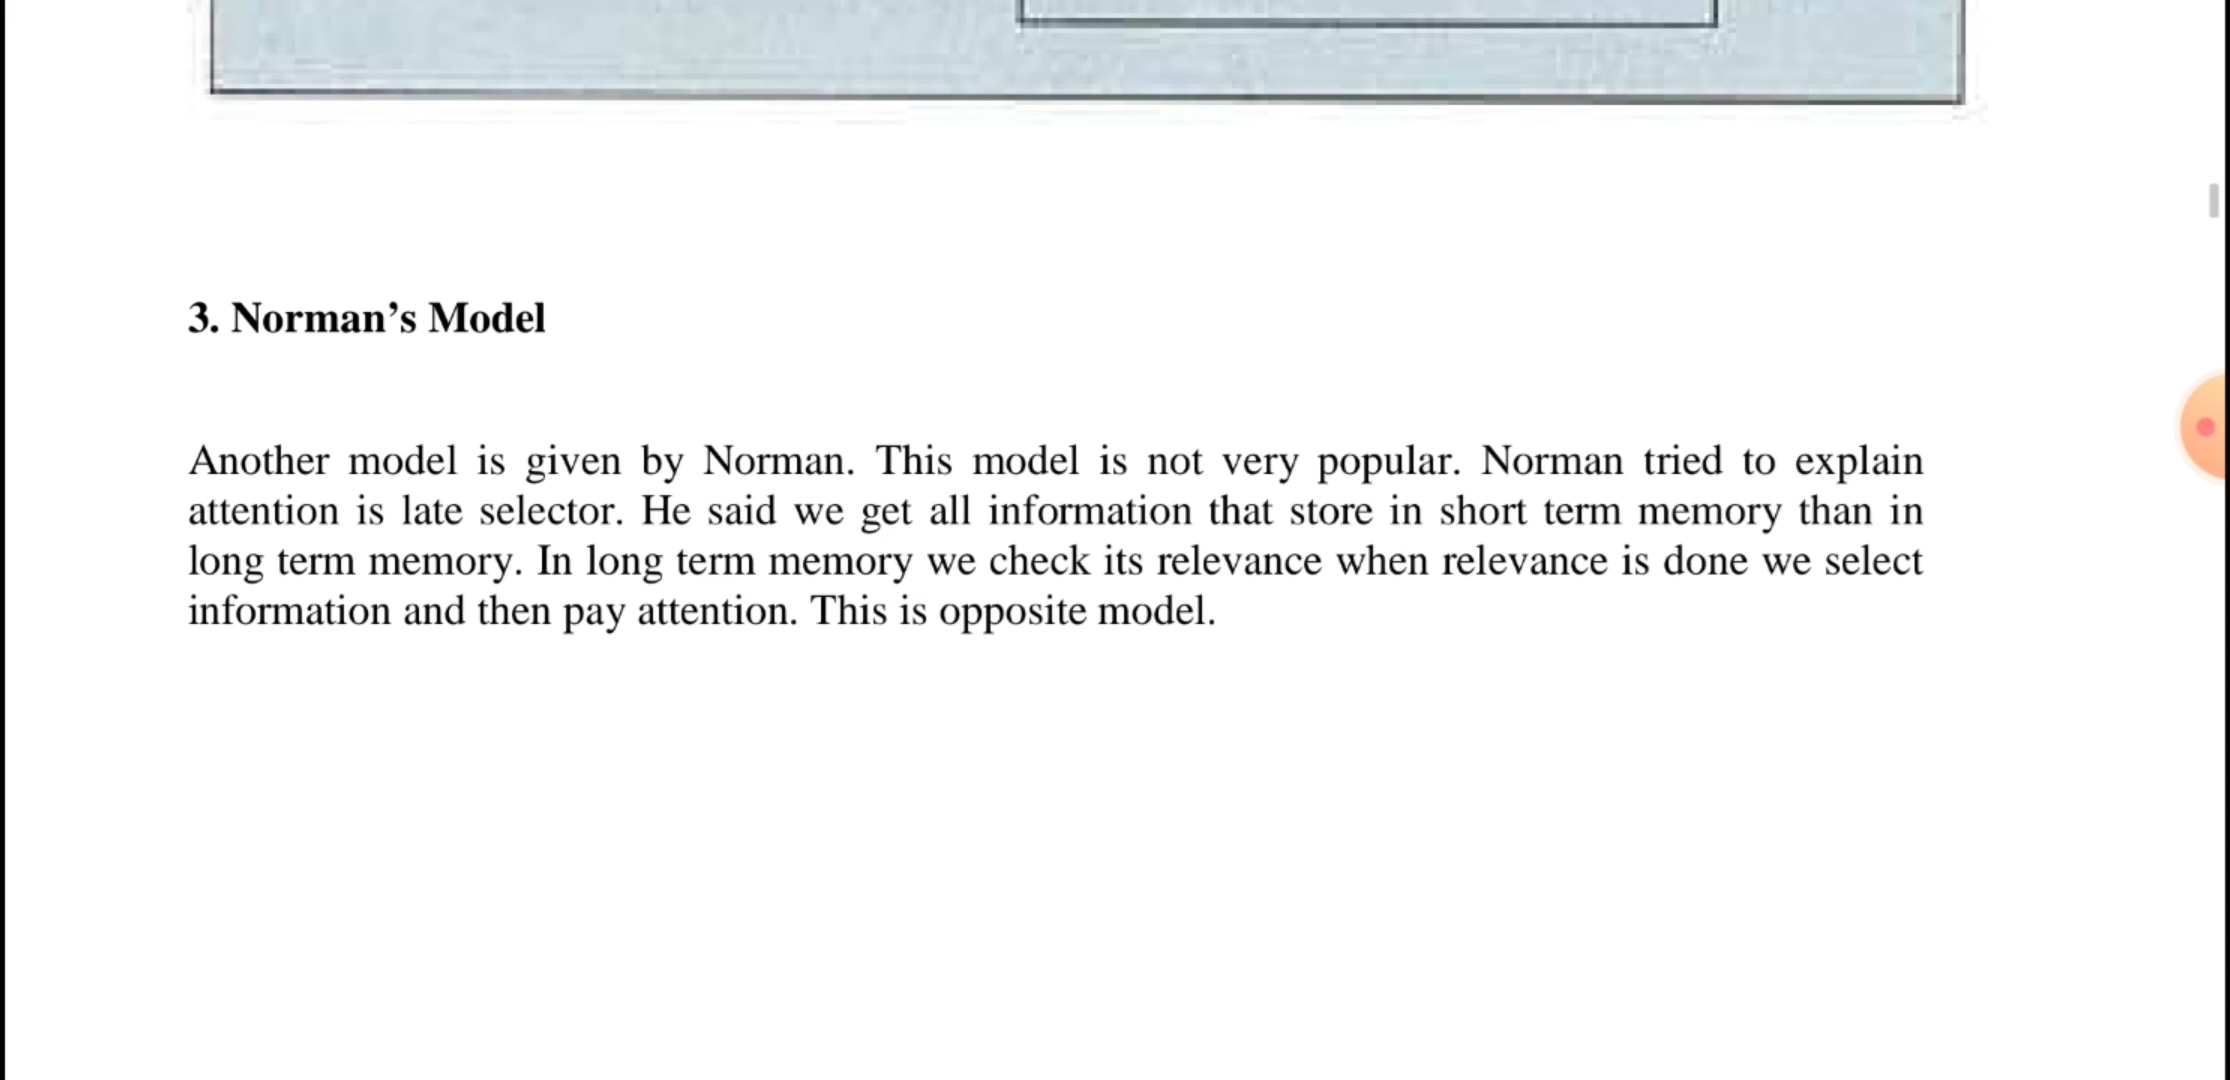 3. Norman’s Model
Another model is given by Norman. This model is not very popular. Norman tried to explain
attention is late selector. He said we get all information that store in short term memory than in
long term memory. In long term memory we check its relevance when relevance is done we select
information and then pay attention. This is opposite model.